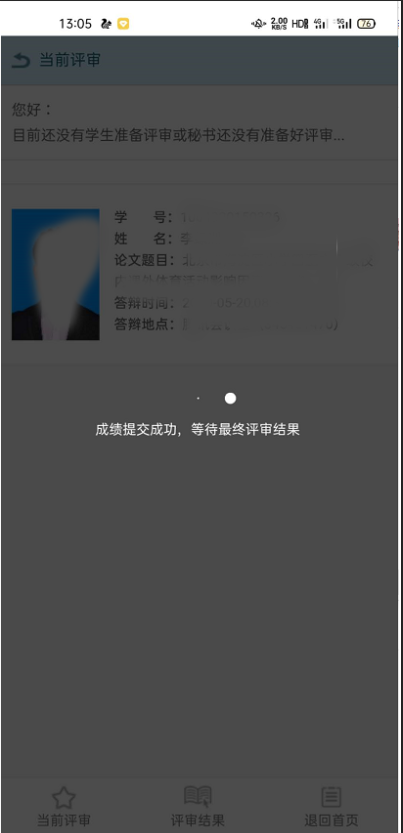 13:05 2.00 KB/S HD 4G 5G 76
当前评审
您好：
目前还没有学生准备评审或秘书还没有准备好评审...
学 号：
姓 名：
论文题目：
答辩时间： 05-
答辩地点：
成绩提交成功，等待最终评审结果
当前评审 评审结果 退回首页